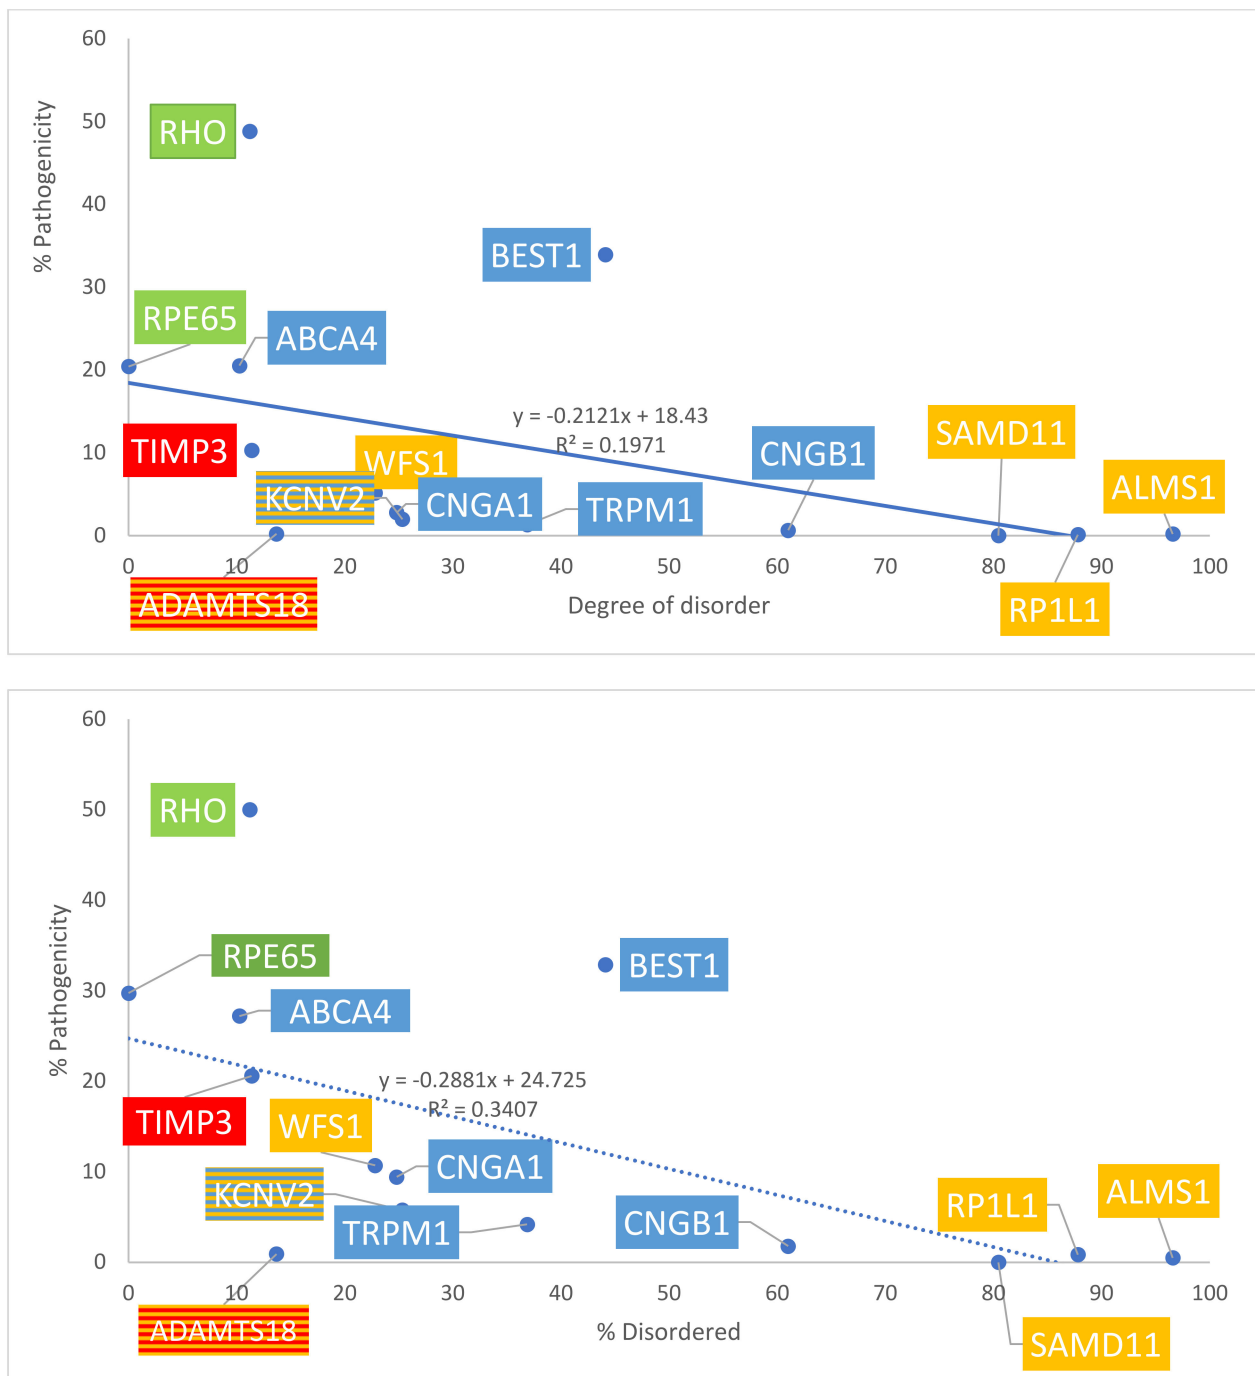 60
50
40
30
20
10
0
% Pathogenicity
RHO
BEST1
RPE65
ABCA4
y = -0.2121x + 18.43
R² = 0.1971
TIMP3
WFS1
KCNV2
CNGA1
TRPM1
CNGB1
SAMD11
ALMS1
0 10 20 30 40 50 60 70 80 90 100
ADAMTS18
RP1L1
Degree of disorder
60
50
40
30
20
10
0
% Pathogenicity
RHO
RPE65
BEST1
ABCA4
y = -0.2881x + 24.725
R² = 0.3407
TIMP3
WFS1
CNGA1
KCNV2
TRPM1
CNGB1
RP1L1
ALMS1
0 10 20 30 40 50 60 70 80 90 100
ADAMTS18
% Disordered
SAMD11